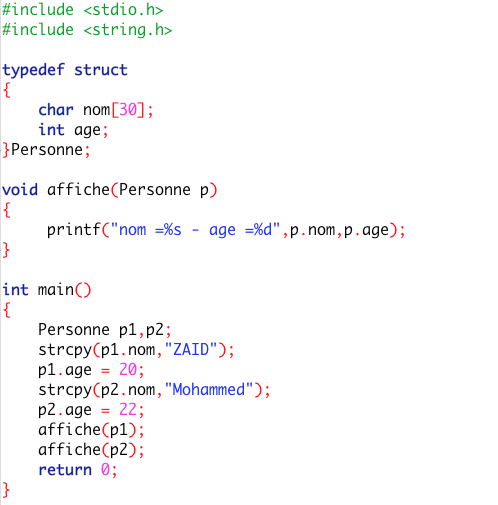 #include <stdio.h>
#include <string.h>
typedef struct
{
char nom[30];
int age;
}Personne;
void affiche(Personne p)
{
printf("nom =%s - age =%d",p.nom,p.age);
}
int main()
{
Personne p1,p2;
strcpy(p1.nom,"ZAID");
p1.age = 20;
strcpy(p2.nom,"Mohammed");
p2.age = 22;
affiche(p1);
affiche(p2);
return 0;
}